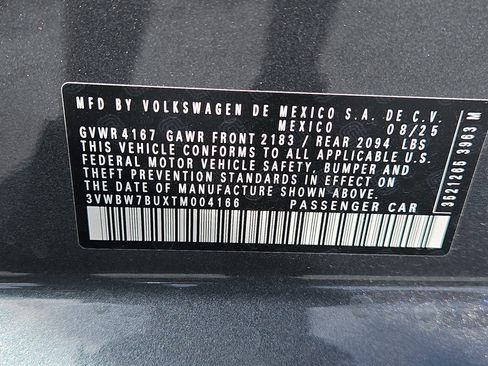 MFD BY VOLKSWAGEN DE MEXICO S.A. DE C.V.
MEXICO 08/25
GVWR 4167 GAWR FRONT 2183 / REAR 2094 LBS
THIS VEHICLE CONFORMS TO ALL APPLICABLE U.S.
FEDERAL MOTOR VEHICLE SAFETY, BUMPER AND
THEFT PREVENTION STANDARDS IN EFFECT ON
THE DATE OF MANUFACTURE SHOWN ABOVE.
3VWBW7BUXTM004166 PASSENGER CAR
3621266 3963 M